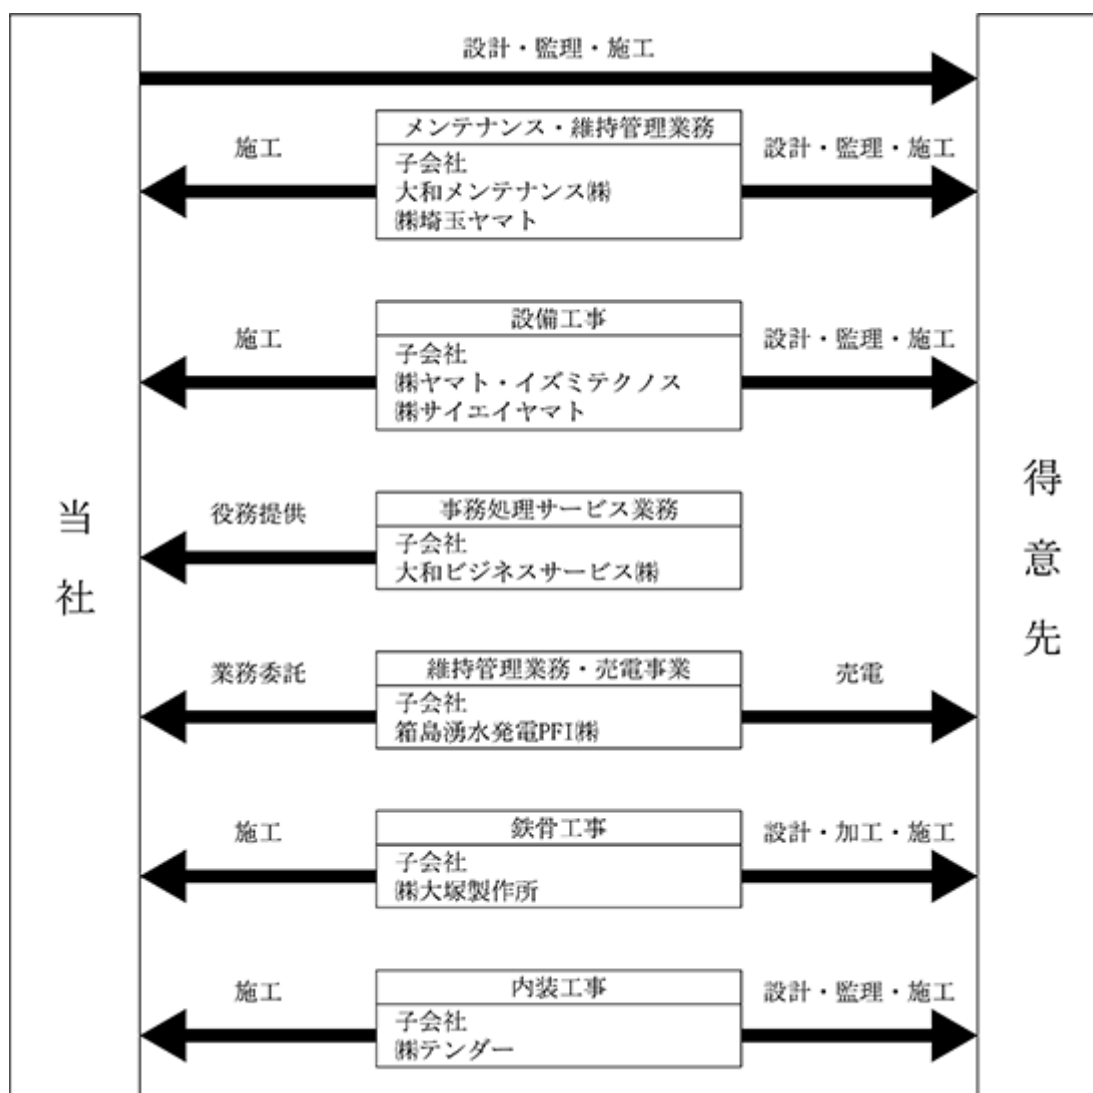 設計・監理・施工
メンテナンス・維持管理業務
施工
設計・監理・施工
子会社
大和メンテナンス㈱
㈱埼玉ヤマト
設備工事
施工
設計・監理・施工
子会社
㈱ヤマト・イズミテクノス
㈱サイエイヤマト
当社
得意先
事務処理サービス業務
役務提供
子会社
大和ビジネスサービス㈱
維持管理業務・売電事業
業務委託
売電
子会社
箱島湧水発電PFI㈱
鉄骨工事
施工
設計・加工・施工
子会社
㈱大塚製作所
内装工事
施工
設計・監理・施工
子会社
㈱テンダー